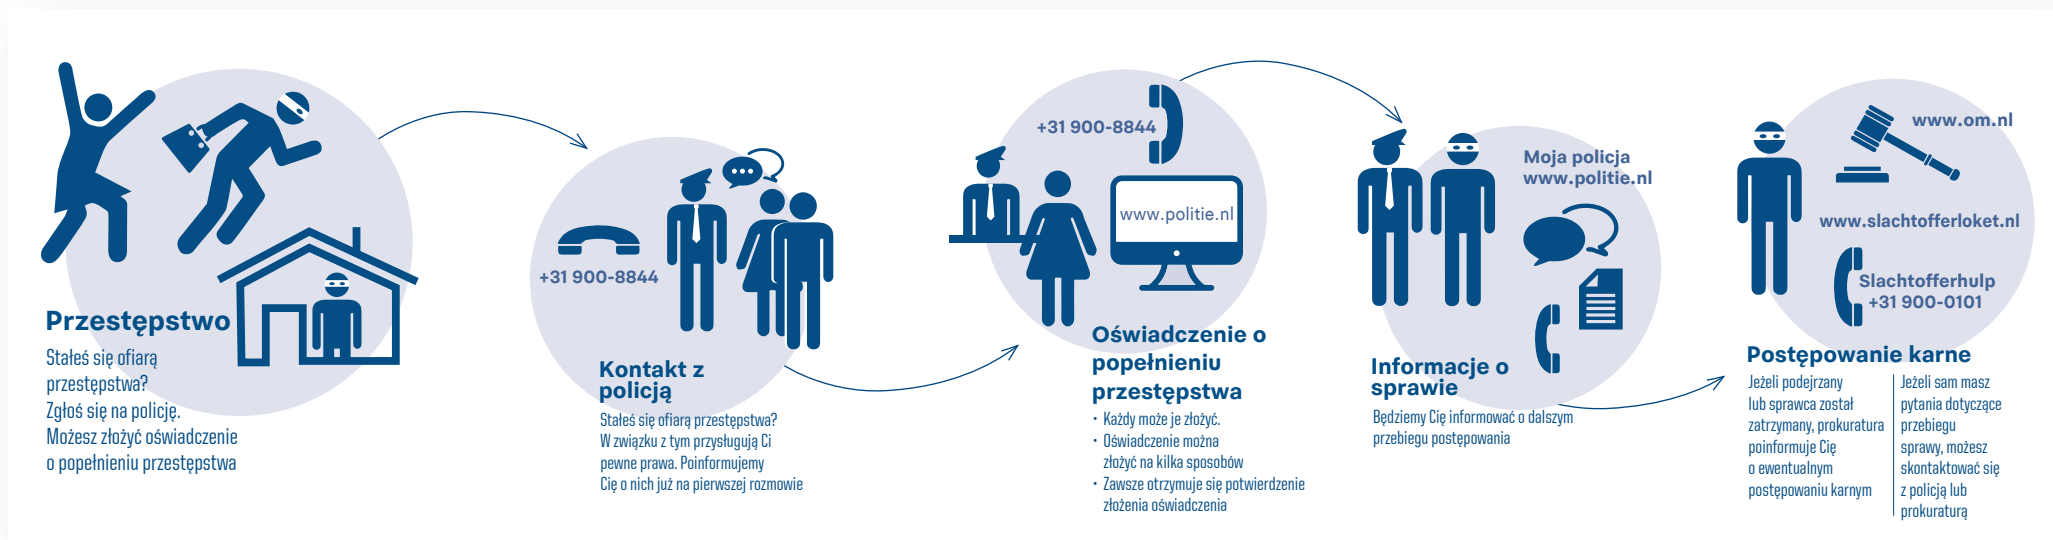 Przestępstwo
Stałeś się ofiarą
przestępstwa?
Zgłoś się na policję.
Możesz złożyć oświadczenie
o popełnieniu przestępstwa
+31 900-8844
Kontakt z
policją
Stałeś się ofiarą przestępstwa?
W związku z tym przysługują Ci
pewne prawa. Poinformujemy
Cię o nich już na pierwszej rozmowie
+31 900-8844
www.politie.nl
Oświadczenie o
popełnieniu
przestępstwa
• Każdy może je złożyć.
• Oświadczenie można
złożyć na kilka sposobów
• Zawsze otrzymuje się potwierdzenie
złożenia oświadczenia
Moja policja
www.politie.nl
Informacje o
sprawie
Będziemy Cię informować o dalszym
przebiegu postępowania
www.om.nl
www.slachtofferloket.nl
Slachtofferhulp
+31 900-0101
Postępowanie karne
Jeżeli podejrzany
lub sprawca został
zatrzymany, prokuratura
poinformuje Cię
o ewentualnym
postępowaniu karnym
Jeżeli sam masz
pytania dotyczące
przebiegu
sprawy, możesz
skontaktować się
z policją lub
prokuraturą